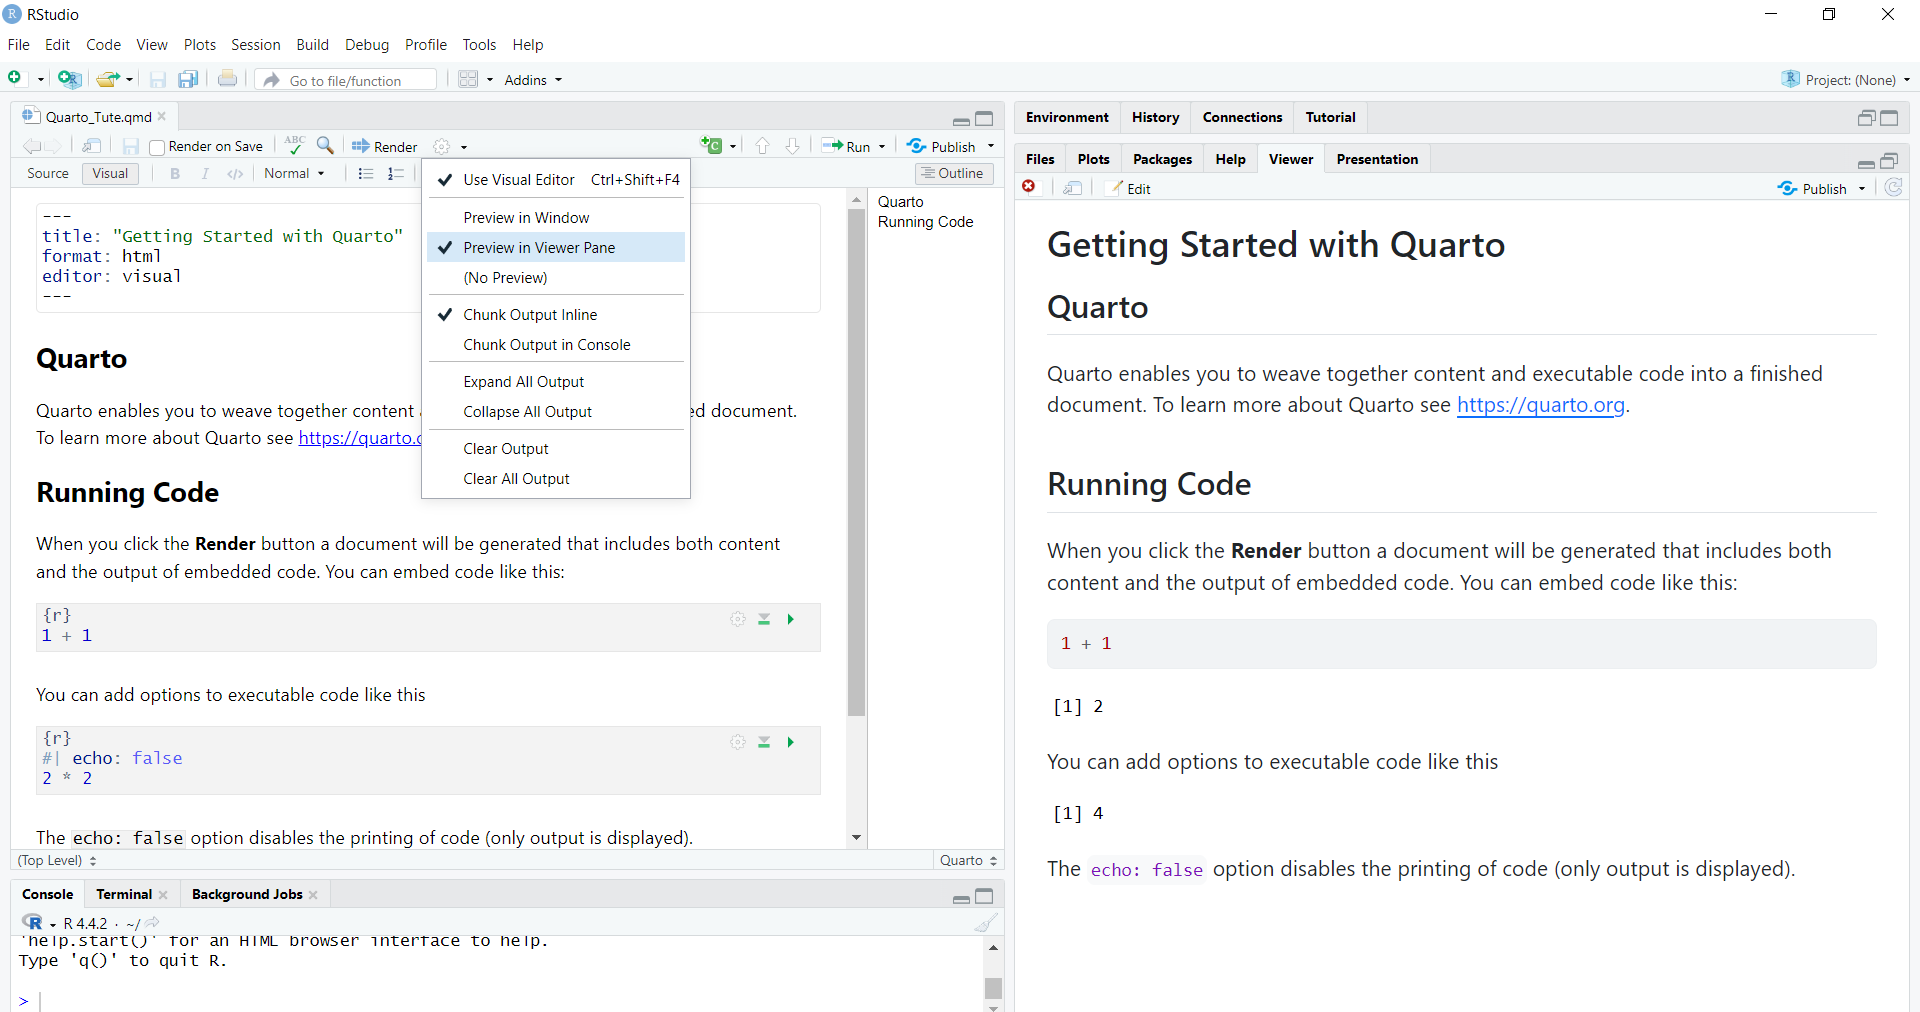 RStudio
File Edit Code View Plots Session Build Debug Profile Tools Help
Go to file/function Addins Project: (None)
Quarto_Tute.qmd
Render on Save ABC Render Run Publish
Source Visual B I </> Normal Outline
---
title: "Getting Started with Quarto"
format: html
editor: visual
---
Quarto
Quarto enables you to weave together content ed document.
To learn more about Quarto see https://quarto.o
Running Code
When you click the Render button a document will be generated that includes both content
and the output of embedded code. You can embed code like this:
{r}
1 + 1
You can add options to executable code like this
{r}
#| echo: false
2 * 2
The echo: false option disables the printing of code (only output is displayed).
(Top Level) Quarto
Use Visual Editor Ctrl+Shift+F4
Preview in Window
Preview in Viewer Pane
(No Preview)
Chunk Output Inline
Chunk Output in Console
Expand All Output
Collapse All Output
Clear Output
Clear All Output
Quarto
Running Code
Console Terminal Background Jobs
R R 4.4.2 · ~/
'help.start()' for an HTML browser interface to help.
Type 'q()' to quit R.
>
Environment History Connections Tutorial
Files Plots Packages Help Viewer Presentation
Edit Publish
Getting Started with Quarto
Quarto
Quarto enables you to weave together content and executable code into a finished
document. To learn more about Quarto see https://quarto.org.
Running Code
When you click the Render button a document will be generated that includes both
content and the output of embedded code. You can embed code like this:
1 + 1
[1] 2
You can add options to executable code like this
[1] 4
The echo: false option disables the printing of code (only output is displayed).